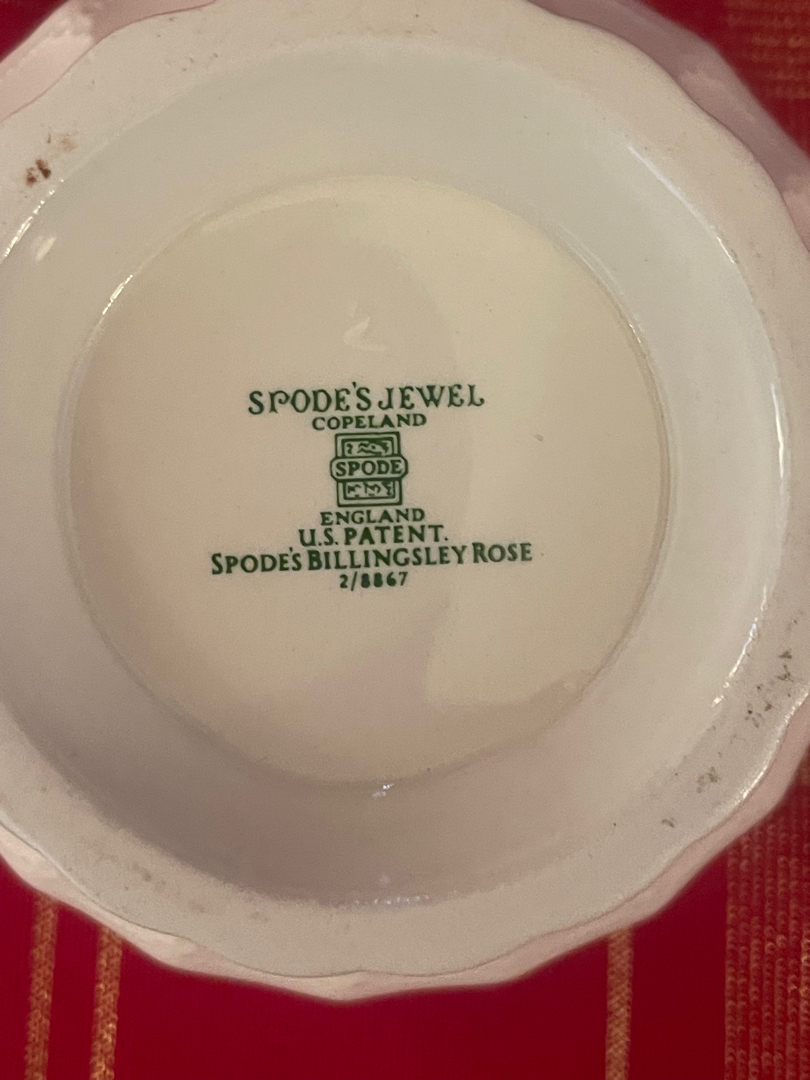 SPODE'S JEWEL
COPELAND
SPODE
ENGLAND
U.S. PATENT.
SPODE'S BILLINGSLEY ROSE
2/8867